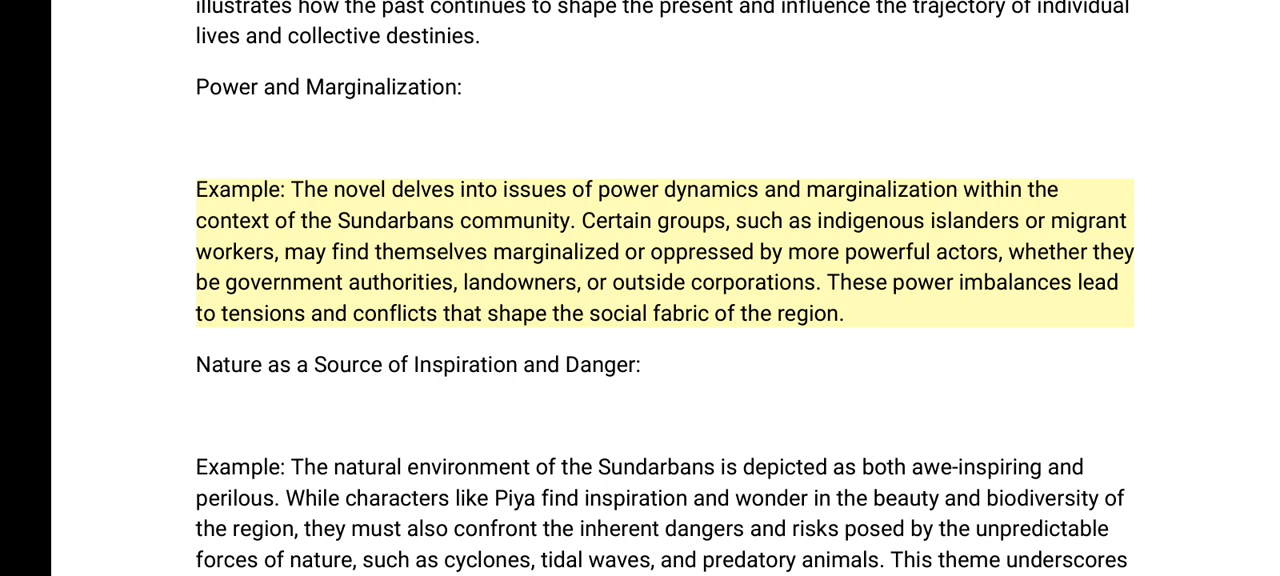 illustrates how the past continues to shape the present and influence the trajectory of individual
lives and collective destinies.
Power and Marginalization:
Example: The novel delves into issues of power dynamics and marginalization within the
context of the Sundarbans community. Certain groups, such as indigenous islanders or migrant
workers, may find themselves marginalized or oppressed by more powerful actors, whether they
be government authorities, landowners, or outside corporations. These power imbalances lead
to tensions and conflicts that shape the social fabric of the region.
Nature as a Source of Inspiration and Danger:
Example: The natural environment of the Sundarbans is depicted as both awe-inspiring and
perilous. While characters like Piya find inspiration and wonder in the beauty and biodiversity of
the region, they must also confront the inherent dangers and risks posed by the unpredictable
forces of nature, such as cyclones, tidal waves, and predatory animals. This theme underscores